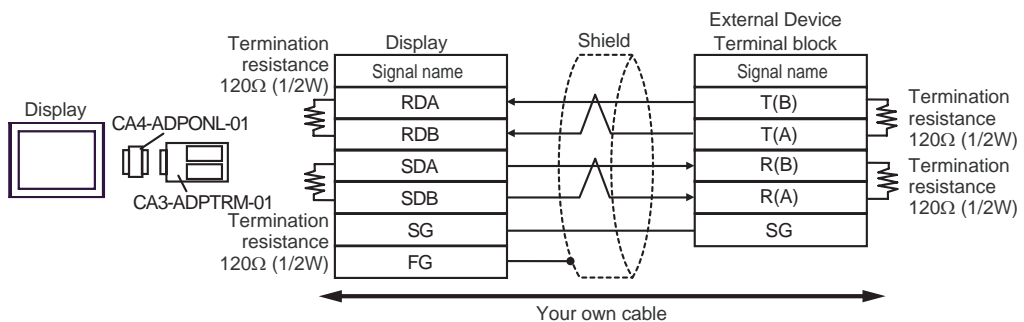 External Device
Termination
resistance
120Ω (1/2W)
Display
Shield
Terminal block
Signal name
Signal name
RDA
T(B)
RDB
T(A)
SDA
R(B)
SDB
R(A)
SG
SG
FG
Display
CA4-ADPONL-01
CA3-ADPTRM-01
Termination
resistance
120Ω (1/2W)
Termination
resistance
120Ω (1/2W)
Termination
resistance
120Ω (1/2W)
Your own cable